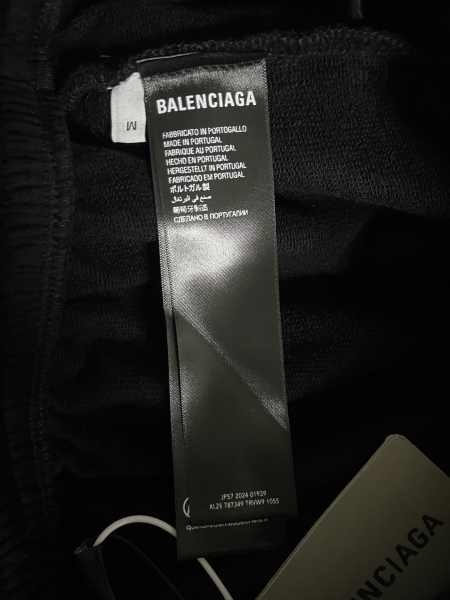 BALENCIAGA
M
FABBRICATO IN PORTOGALLO
MADE IN PORTUGAL
FABRIQUE AU PORTUGAL
HECHO EN PORTUGAL
HERGESTELLT IN PORTUGAL
FABRICADO EM PORTUGAL
ポルトガル製
صنع في البرتغال
葡萄牙制造
СДЕЛАНО В ПОРТУГАЛИИ
JP57 2024 01939
KL2S 787349 TRVW9 1055
BALENCIAGA